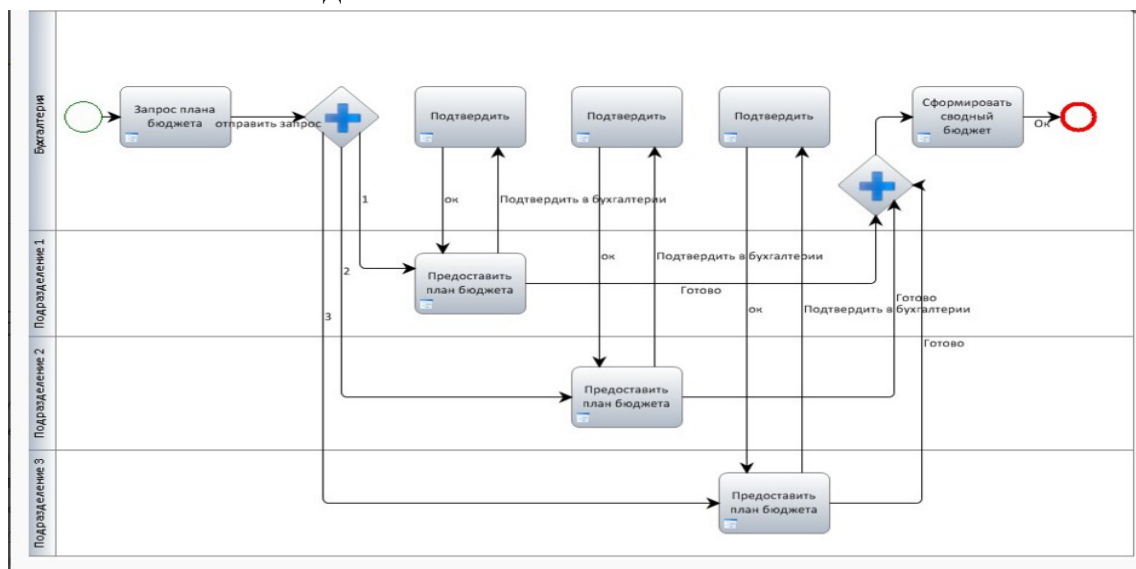 Бухгалтерия
Запрос плана
бюджета
отправить запрос
Подтвердить
Подтвердить
Подтвердить
Сформировать
сводный
бюджет
Ок
1
ок
Подтвердить в бухгалтерии
Подразделение 1
2
Предоставить
план бюджета
ок
Подтвердить в бухгалтерии
Готово
3
ок
Готово
Подтвердить в бухгалтерии
Готово
Подразделение 2
Предоставить
план бюджета
Подразделение 3
Предоставить
план бюджета